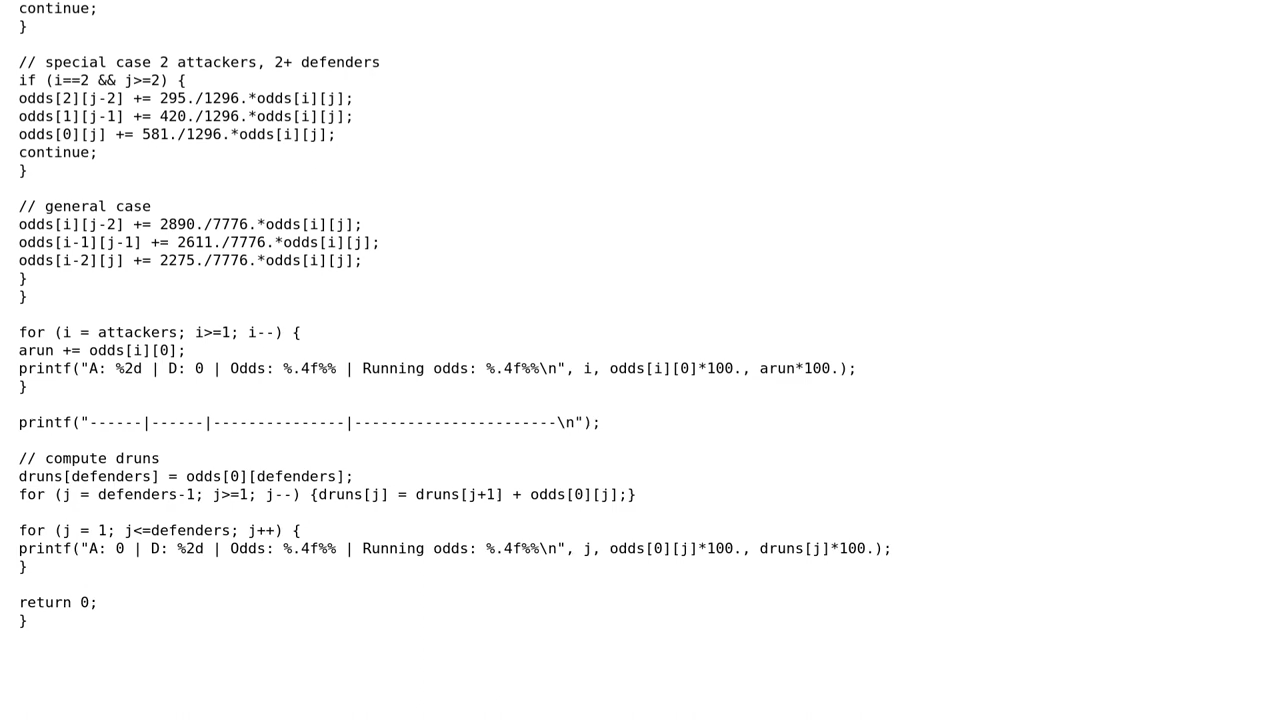 continue;
}
// special case 2 attackers, 2+ defenders
if (i==2 && j>=2) {
odds[2][j-2] += 295./1296.*odds[i][j];
odds[1][j-1] += 420./1296.*odds[i][j];
odds[0][j] += 581./1296.*odds[i][j];
continue;
}
// general case
odds[i][j-2] += 2890./7776.*odds[i][j];
odds[i-1][j-1] += 2611./7776.*odds[i][j];
odds[i-2][j] += 2275./7776.*odds[i][j];
}
}
for (i = attackers; i>=1; i--) {
arun += odds[i][0];
printf("A: %2d | D: 0 | Odds: %.4f%% | Running odds: %.4f%%\n", i, odds[i][0]*100., arun*100.);
}
printf("------|------|---------------|-----------------------\n");
// compute druns
druns[defenders] = odds[0][defenders];
for (j = defenders-1; j>=1; j--) {druns[j] = druns[j+1] + odds[0][j];}
for (j = 1; j<=defenders; j++) {
printf("A: 0 | D: %2d | Odds: %.4f%% | Running odds: %.4f%%\n", j, odds[0][j]*100., druns[j]*100.);
}
return 0;
}